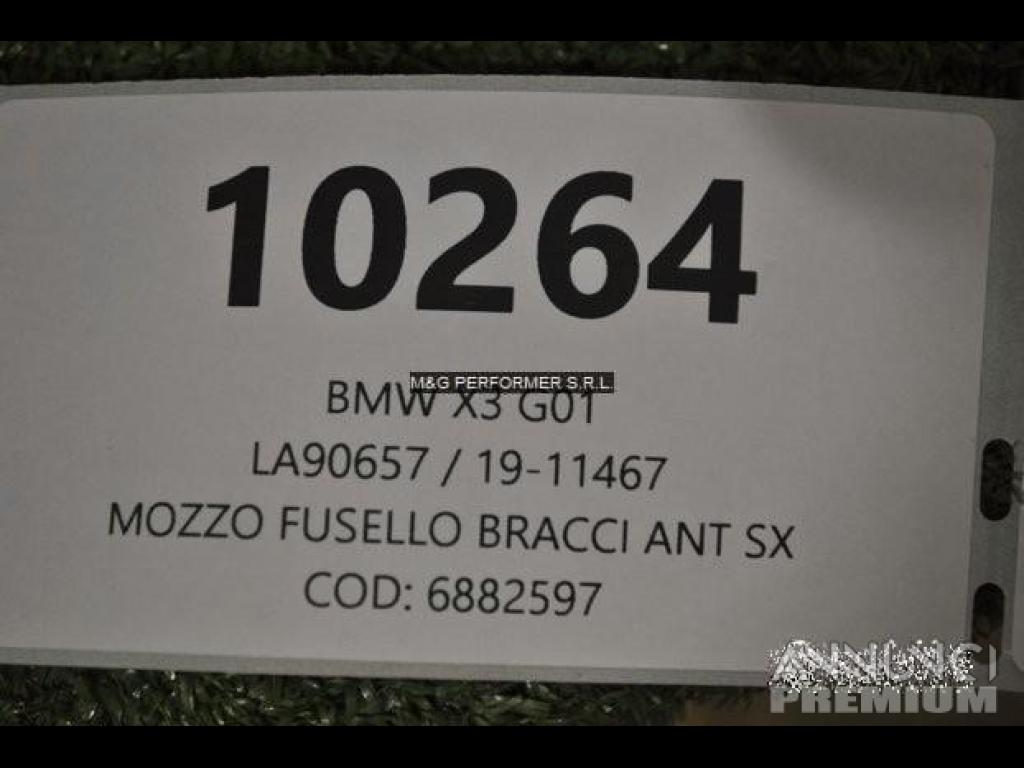 10264
M&G PERFORMER S.R.L.
BMW X3 G01
LA90657 / 19-11467
MOZZO FUSELLO BRACCI ANT SX
COD: 6882597
ANNUNCI
PREMIUM